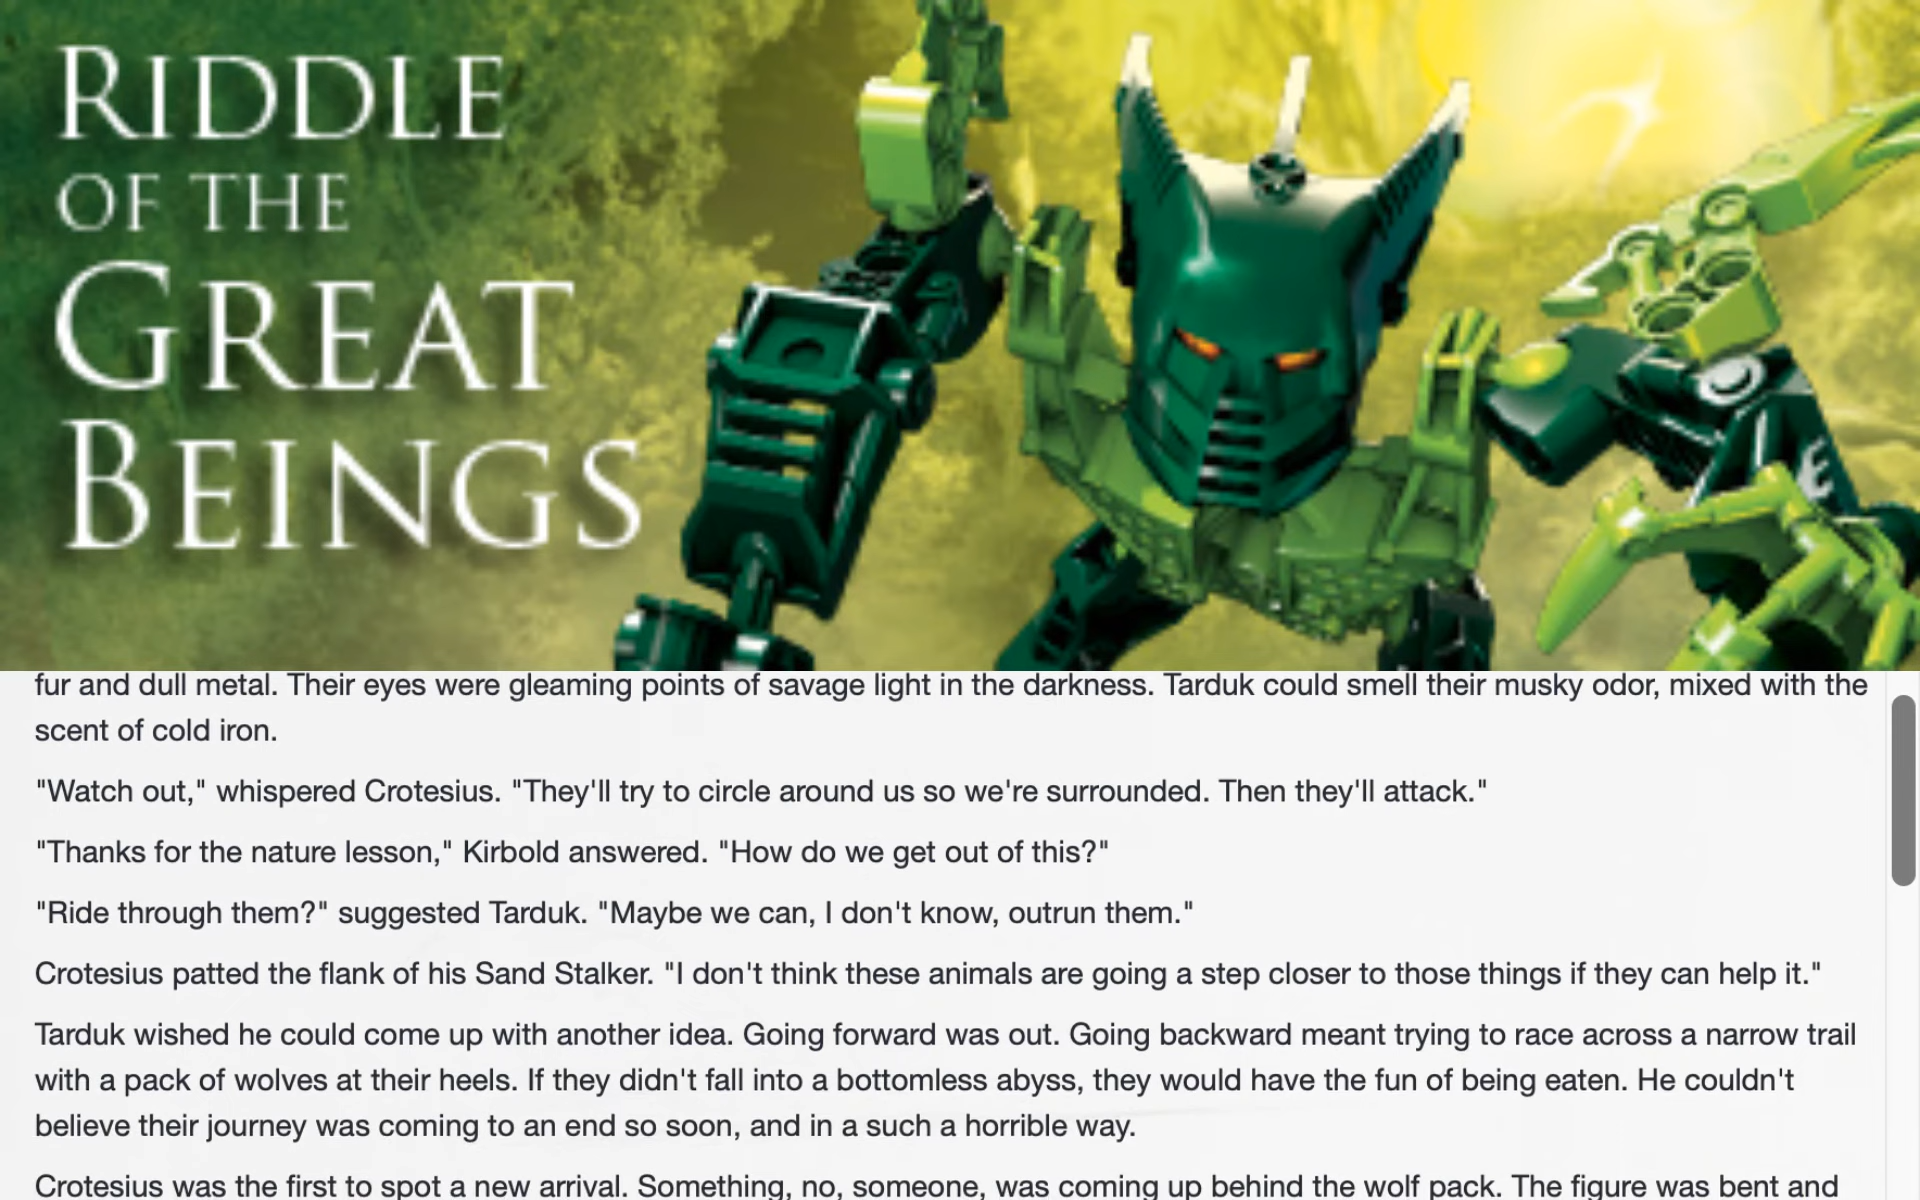 RIDDLE
OF THE
GREAT
BEINGS
fur and dull metal. Their eyes were gleaming points of savage light in the darkness. Tarduk could smell their musky odor, mixed with the
scent of cold iron.
"Watch out," whispered Crotesius. "They'll try to circle around us so we're surrounded. Then they'll attack."
"Thanks for the nature lesson," Kirbold answered. "How do we get out of this?"
"Ride through them?" suggested Tarduk. "Maybe we can, I don't know, outrun them."
Crotesius patted the flank of his Sand Stalker. "I don't think these animals are going a step closer to those things if they can help it."
Tarduk wished he could come up with another idea. Going forward was out. Going backward meant trying to race across a narrow trail
with a pack of wolves at their heels. If they didn't fall into a bottomless abyss, they would have the fun of being eaten. He couldn't
believe their journey was coming to an end so soon, and in a such a horrible way.
Crotesius was the first to spot a new arrival. Something, no, someone, was coming up behind the wolf pack. The figure was bent and